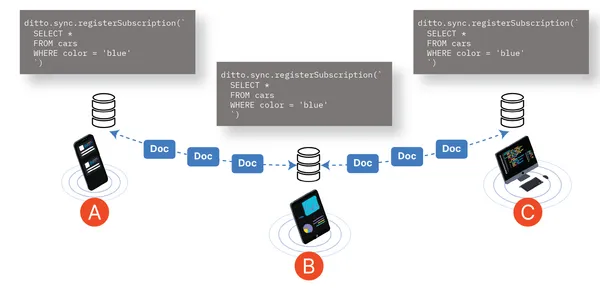 ditto.sync.registerSubscription(`
SELECT *
FROM cars
WHERE color = 'blue'
`)
ditto.sync.registerSubscription(`
SELECT *
FROM cars
WHERE color = 'blue'
`)
ditto.sync.registerSubscription(`
SELECT *
FROM cars
WHERE color = 'blue'
`)
Doc
Doc
Doc
Doc
Doc
Doc
A
B
C